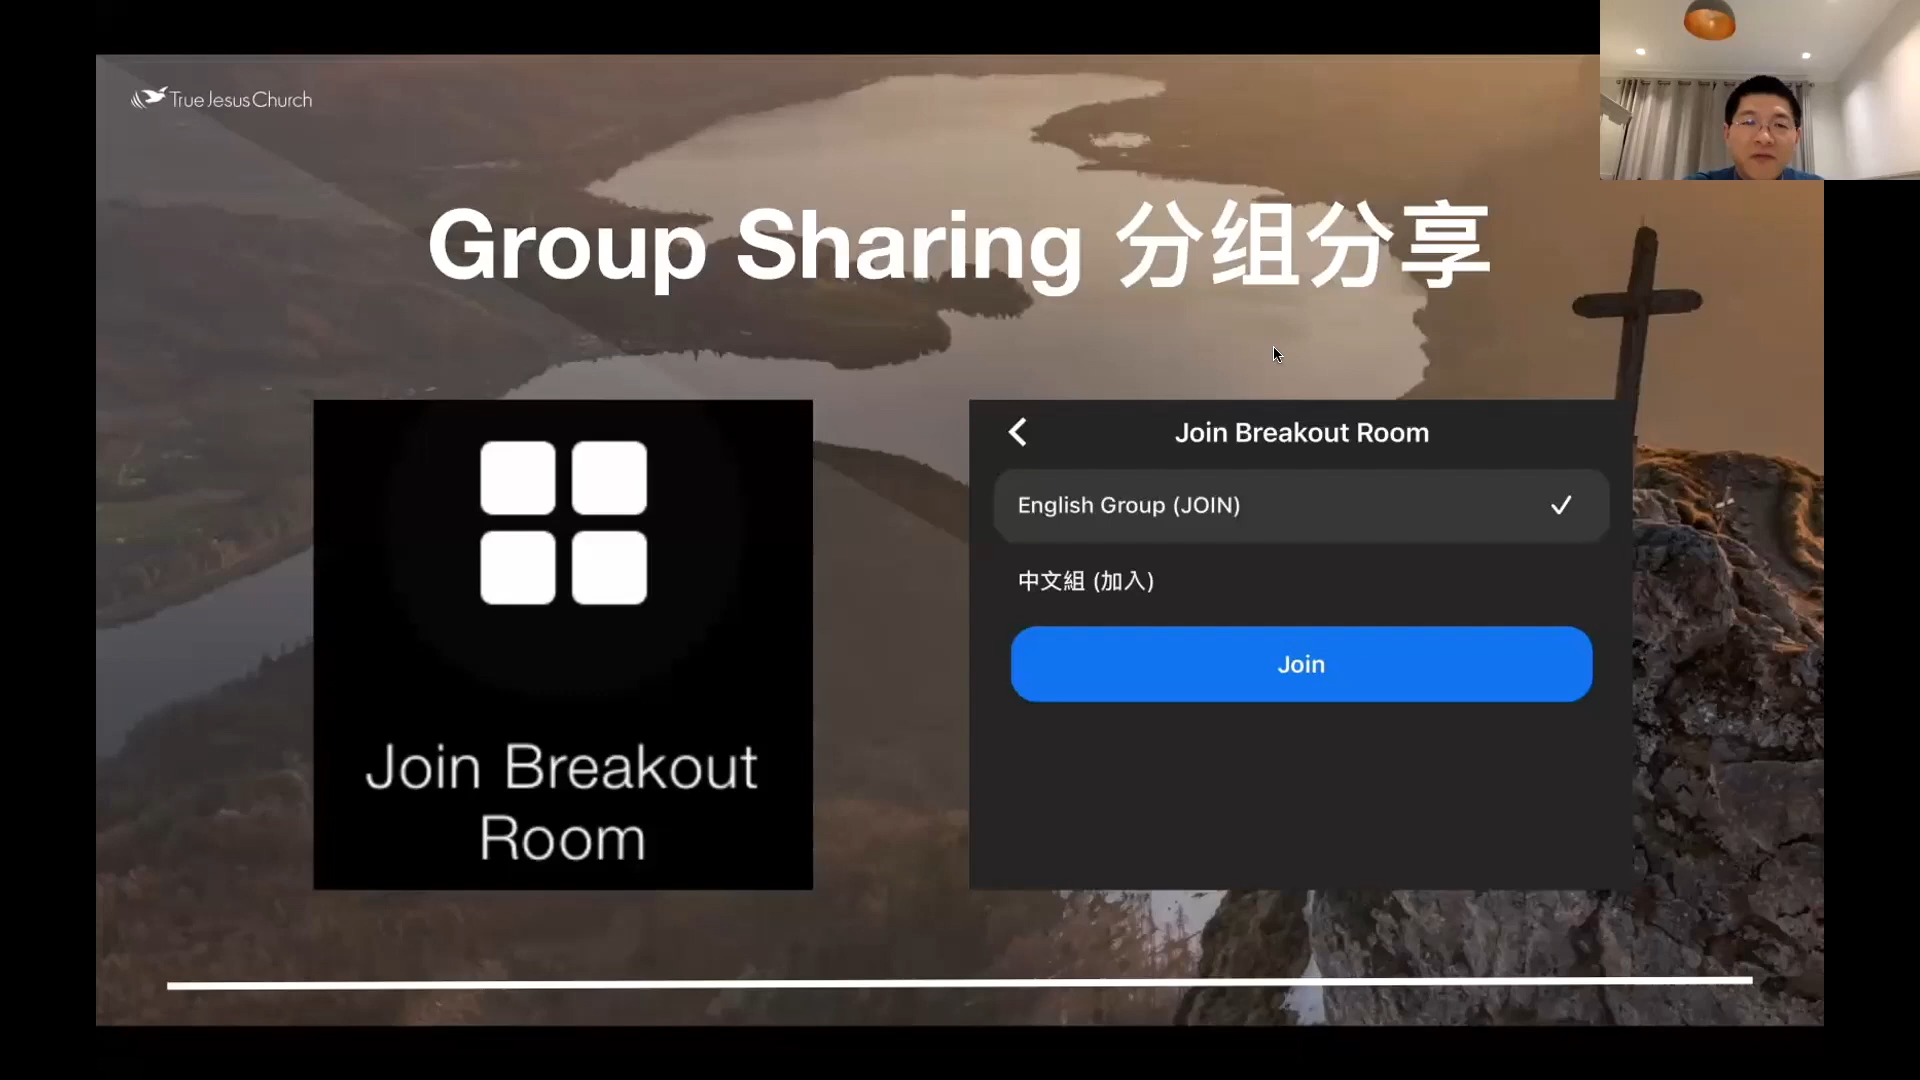 True Jesus Church
Group Sharing 分组分享
Join Breakout
Room
Join Breakout Room
English Group (JOIN)
中文組 (加入)
Join